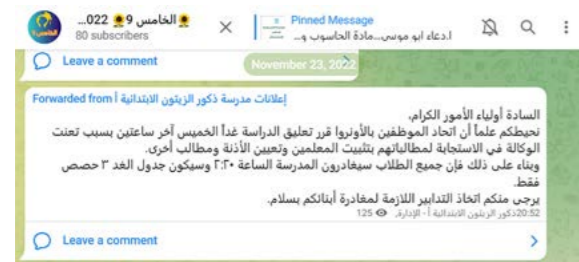 الخامس 9 022...
80 subscribers
Pinned Message
ا.دعاء ابو موسى...مادة الحاسوب و...
Leave a comment
November 23, 2022
Forwarded from إعلانات مدرسة ذكور الزيتون الابتدائية أ
السادة أولياء الأمور الكرام،
نحيطكم علماً أن اتحاد الموظفين بالأونروا قرر تعليق الدراسة غداً الخميس آخر ساعتين بسبب تعنت
الوكالة في الاستجابة لمطالباتهم بتثبيت المعلمين وتعيين الأذنة ومطالب أخرى.
وبناء على ذلك فإن جميع الطلاب سيغادرون المدرسة الساعة ٢:٢٠ وسيكون جدول الغد ٣ حصص
فقط.
يرجى منكم اتخاذ التدابير اللازمة لمغادرة أبنائكم بسلام.
125 ذكور الزيتون الابتدائية أ - الإدارة, 20:52
Leave a comment